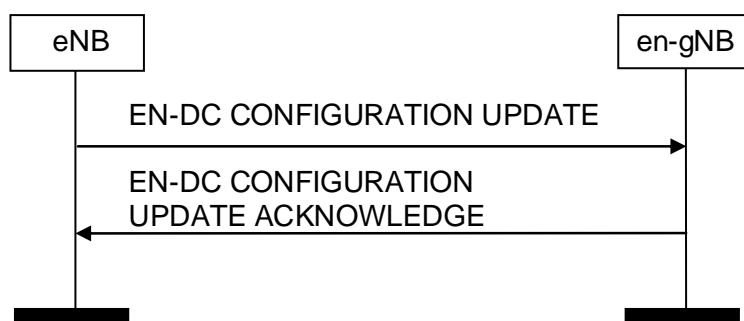 eNB
en-gNB
EN-DC CONFIGURATION UPDATE
EN-DC CONFIGURATION
UPDATE ACKNOWLEDGE